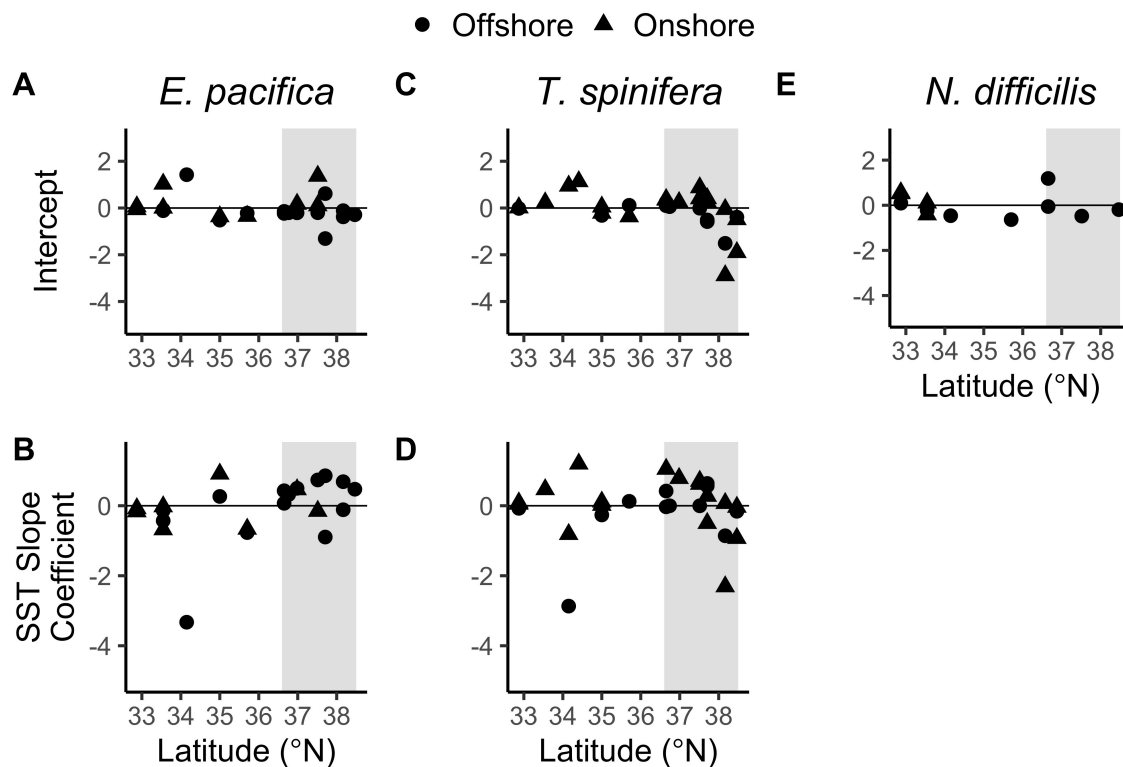 Offshore Onshore
A E. pacifica C T. spinifera E N. difficilis
Intercept
2 2 2
0 0 0
-2 -2 -2
-4 -4 -4
33 34 35 36 37 38 33 34 35 36 37 38 33 34 35 36 37 38
Latitude (°N)
B D
SST Slope
Coefficient
0 0
-2 -2
-4 -4
33 34 35 36 37 38 33 34 35 36 37 38
Latitude (°N) Latitude (°N)